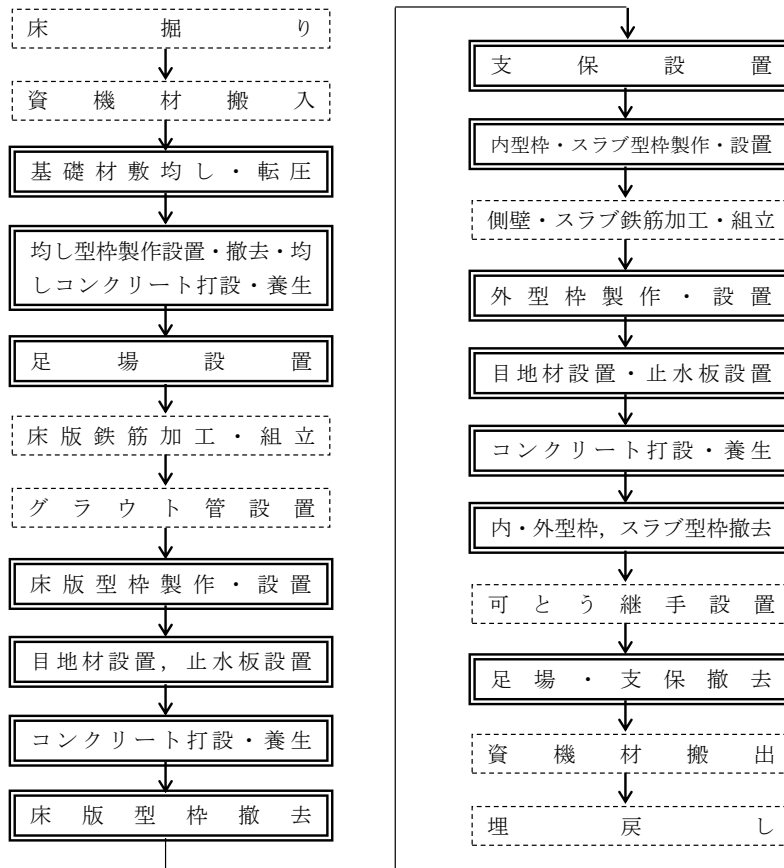 床掘り
資機材搬入
基礎材敷均し・転圧
均し型枠製作設置・撤去・均
しコンクリート打設・養生
足場設置
床版鉄筋加工・組立
グラウト管設置
床版型枠製作・設置
目地材設置，止水板設置
コンクリート打設・養生
床版型枠撤去
支保設置
内型枠・スラブ型枠製作・設置
側壁・スラブ鉄筋加工・組立
外型枠製作・設置
目地材設置・止水板設置
コンクリート打設・養生
内・外型枠，スラブ型枠撤去
可とう継手設置
足場・支保撤去
資機材搬出
埋戻し